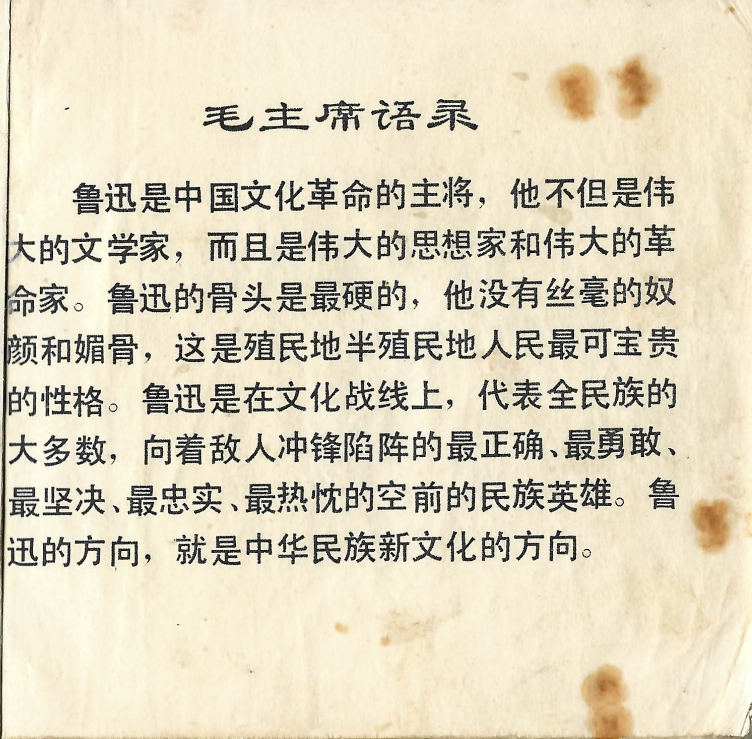 毛主席语录
鲁迅是中国文化革命的主将，他不但是伟
大的文学家，而且是伟大的思想家和伟大的革
命家。鲁迅的骨头是最硬的，他没有丝毫的奴
颜和媚骨，这是殖民地半殖民地人民最可宝贵
的性格。鲁迅是在文化战线上，代表全民族的
大多数，向着敌人冲锋陷阵的最正确、最勇敢、
最坚决、最忠实、最热忱的空前的民族英雄。鲁
迅的方向，就是中华民族新文化的方向。